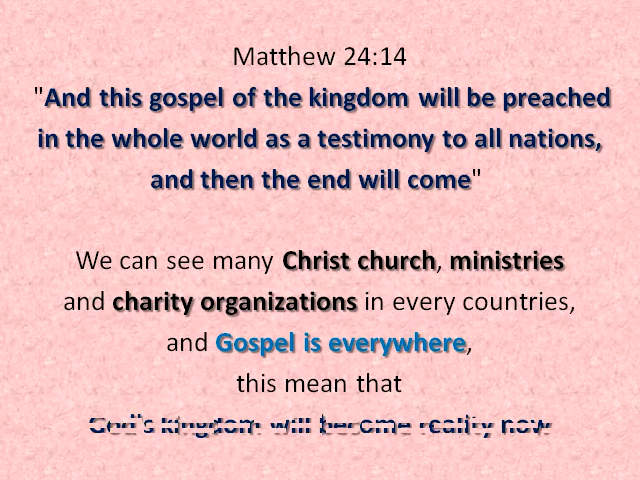 Matthew 24:14
"And this gospel of the kingdom will be preached
in the whole world as a testimony to all nations,
and then the end will come"
We can see many Christ church, ministries
and charity organizations in every countries,
and Gospel is everywhere,
this mean that
God's kingdom will become reality now